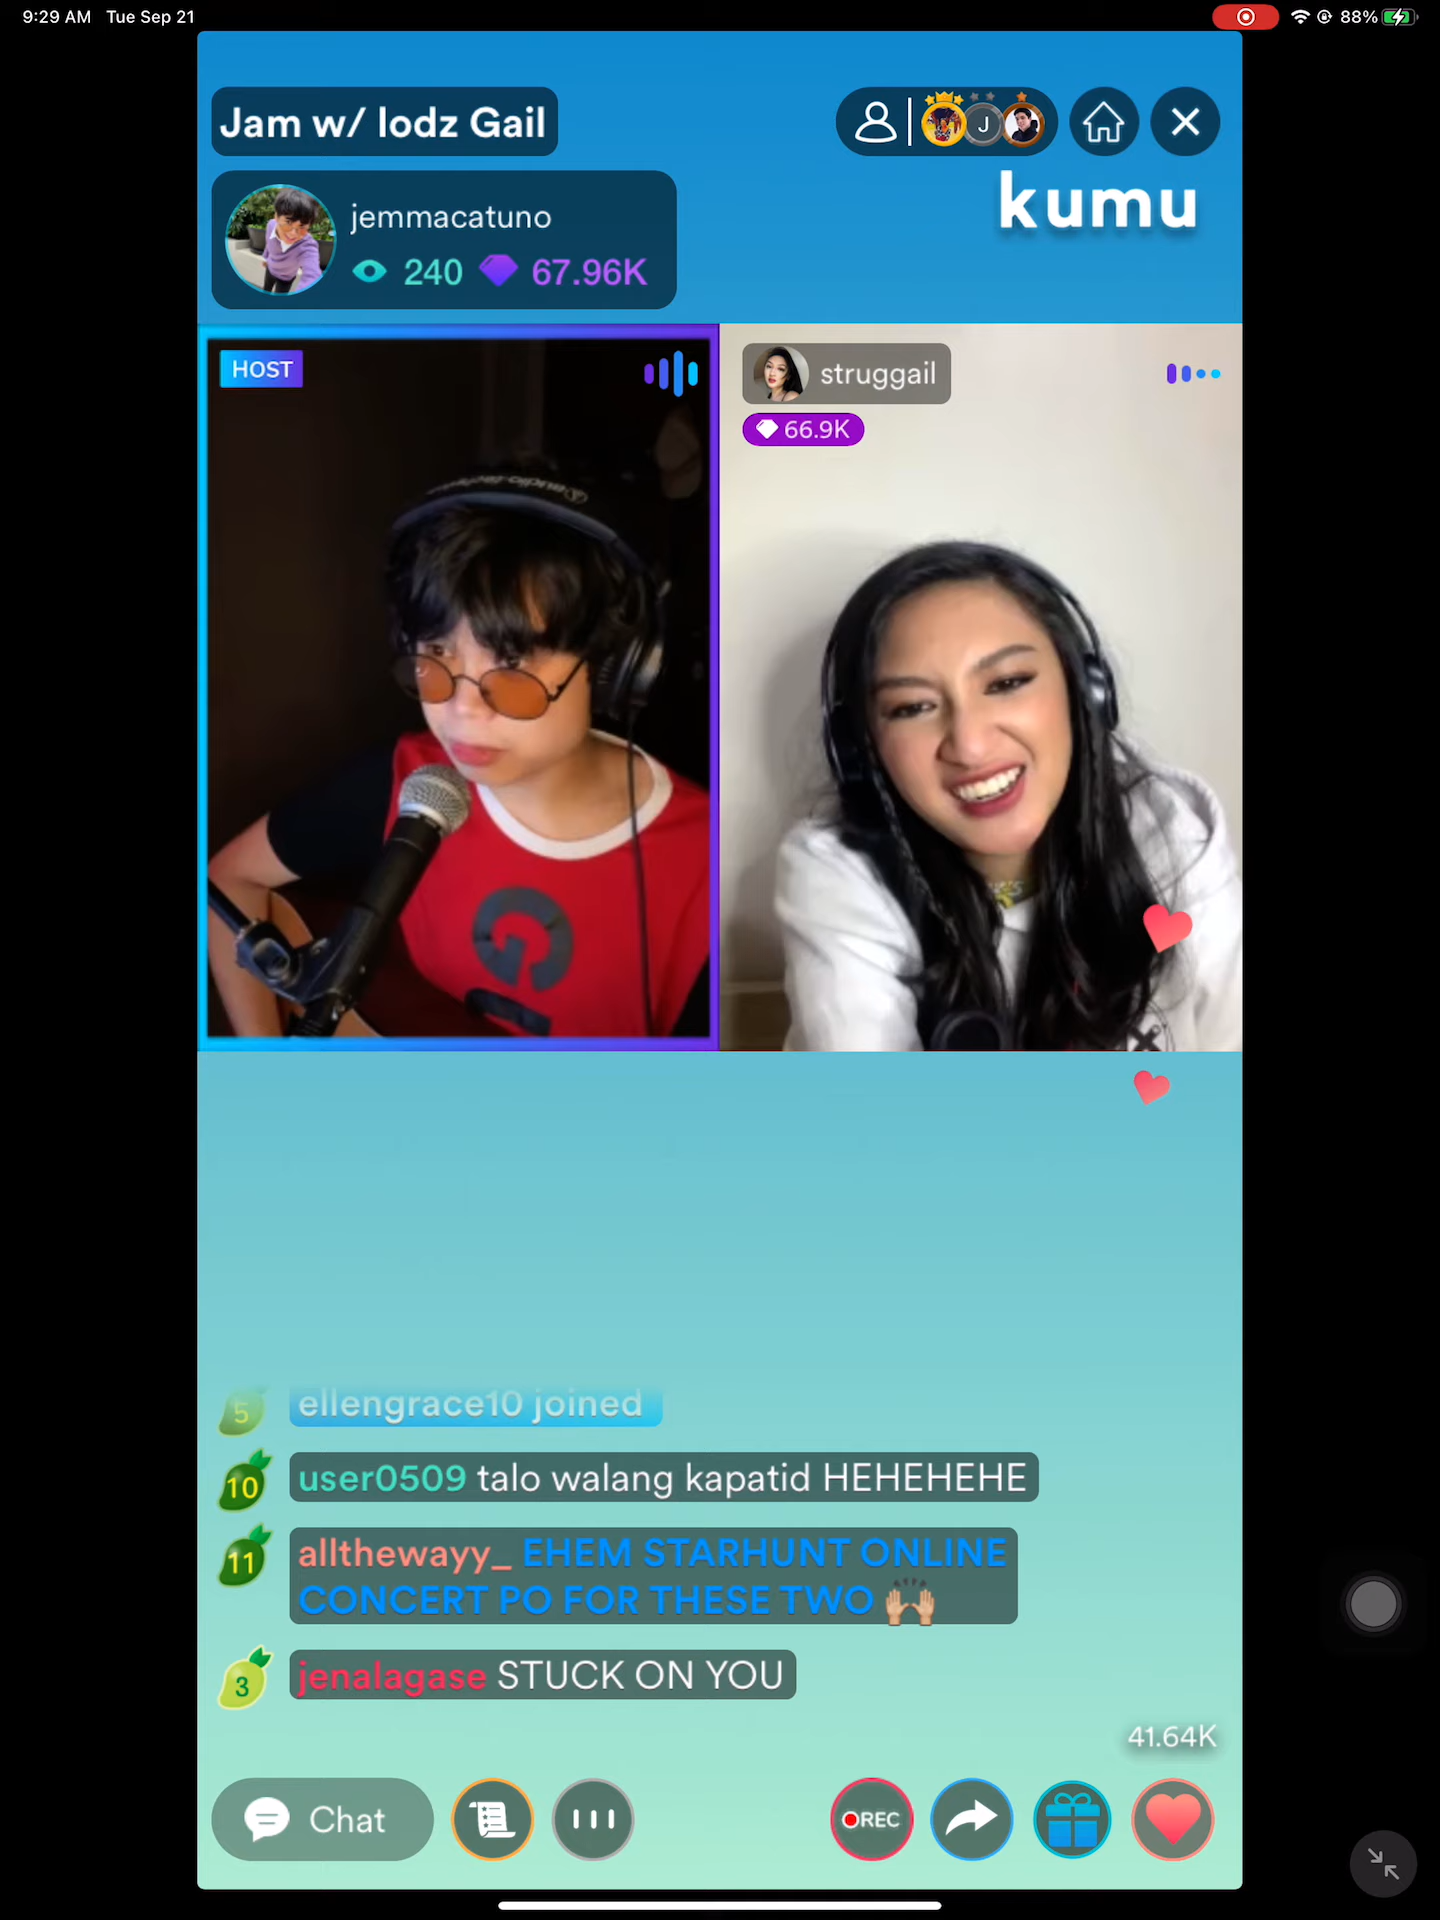 9:29 AM Tue Sep 21
88%
Jam w/ lodz Gail
J
kumu
jemmacatuno
240 67.96K
HOST
struggail
66.9K
5 ellengrace10 joined
10 user0509 talo walang kapatid HEHEHEHE
11 allthewayy_ EHEM STARHUNT ONLINE
CONCERT PO FOR THESE TWO 🙌🏼
3 jenalagase STUCK ON YOU
41.64K
Chat
REC